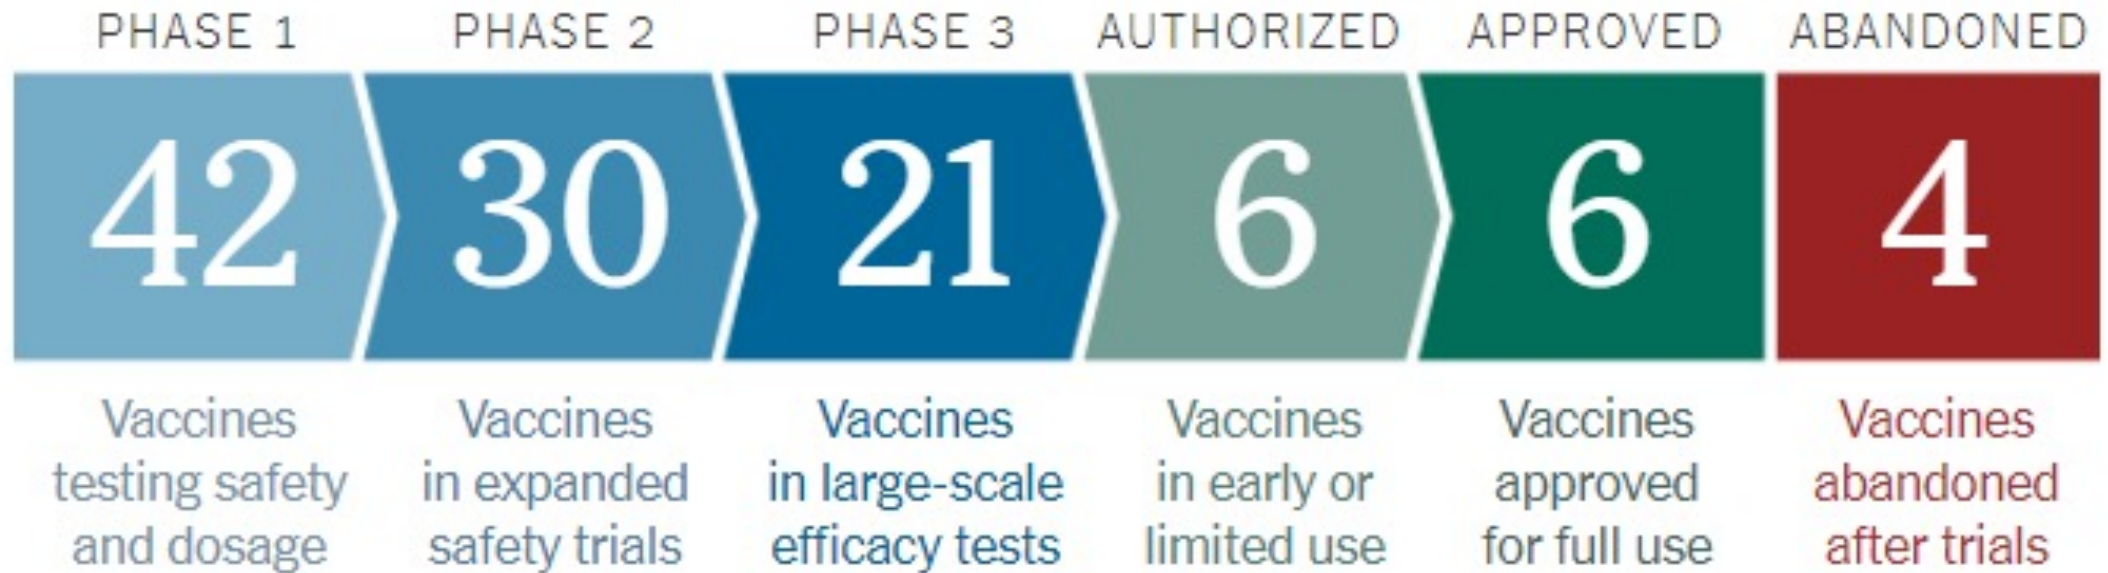 PHASE 1 PHASE 2 PHASE 3 AUTHORIZED APPROVED ABANDONED
42 30 21 6 6 4
Vaccines Vaccines Vaccines Vaccines Vaccines Vaccines
testing safety in expanded in large-scale in early or approved abandoned
and dosage safety trials efficacy tests limited use for full use after trials